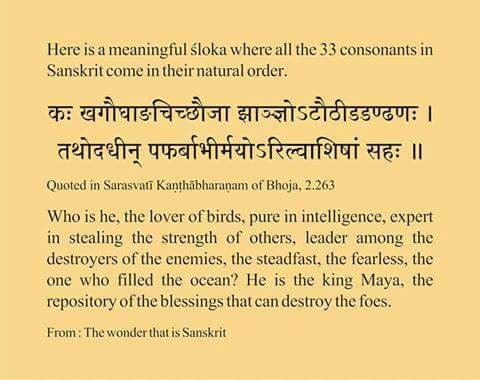 Here is a meaningful śloka where all the 33 consonants in
Sanskrit come in their natural order.
कः खगौघाङचिच्छौजा झाञ्ज्ञोऽटौठीडडण्ढणः ।
तथोदधीन् पफर्बाभीर्मयोऽरिल्वाशिषां सहः ॥
Quoted in Sarasvatī Kaṇṭhābharaṇam of Bhoja, 2.263
Who is he, the lover of birds, pure in intelligence, expert
in stealing the strength of others, leader among the
destroyers of the enemies, the steadfast, the fearless, the
one who filled the ocean? He is the king Maya, the
repository of the blessings that can destroy the foes.
From : The wonder that is Sanskrit